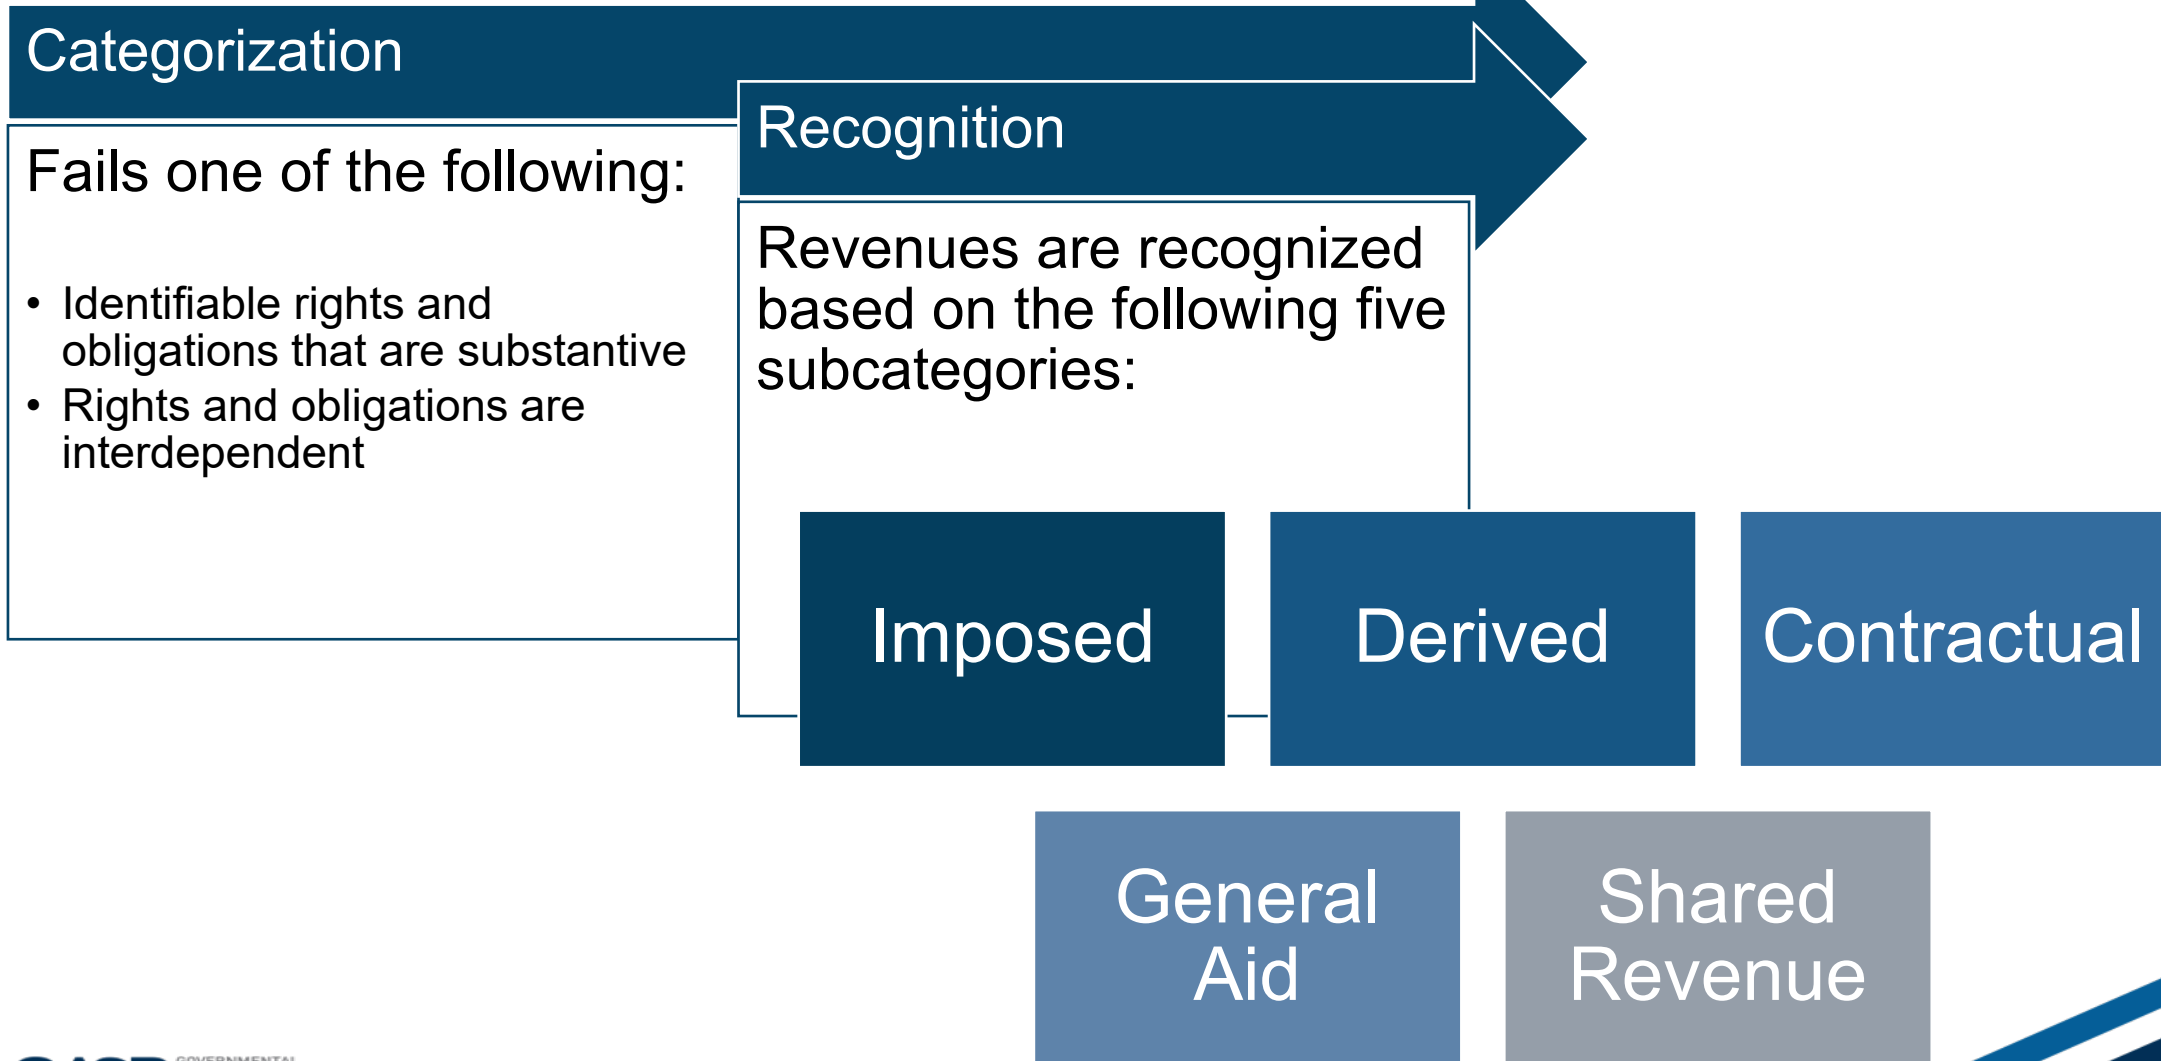 Categorization
Fails one of the following:
• Identifiable rights and
obligations that are substantive
• Rights and obligations are
interdependent
Recognition
Revenues are recognized
based on the following five
subcategories:
Imposed
Derived
Contractual
General
Aid
Shared
Revenue
GOVERNMENTAL